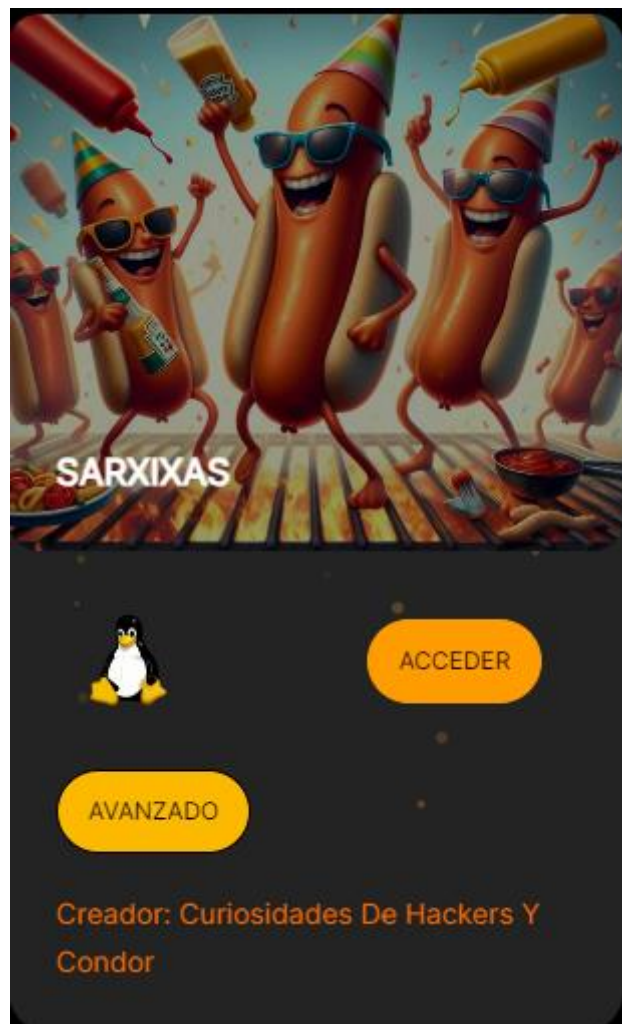 SARXIXAS
ACCEDER
AVANZADO
Creador: Curiosidades De Hackers Y
Condor